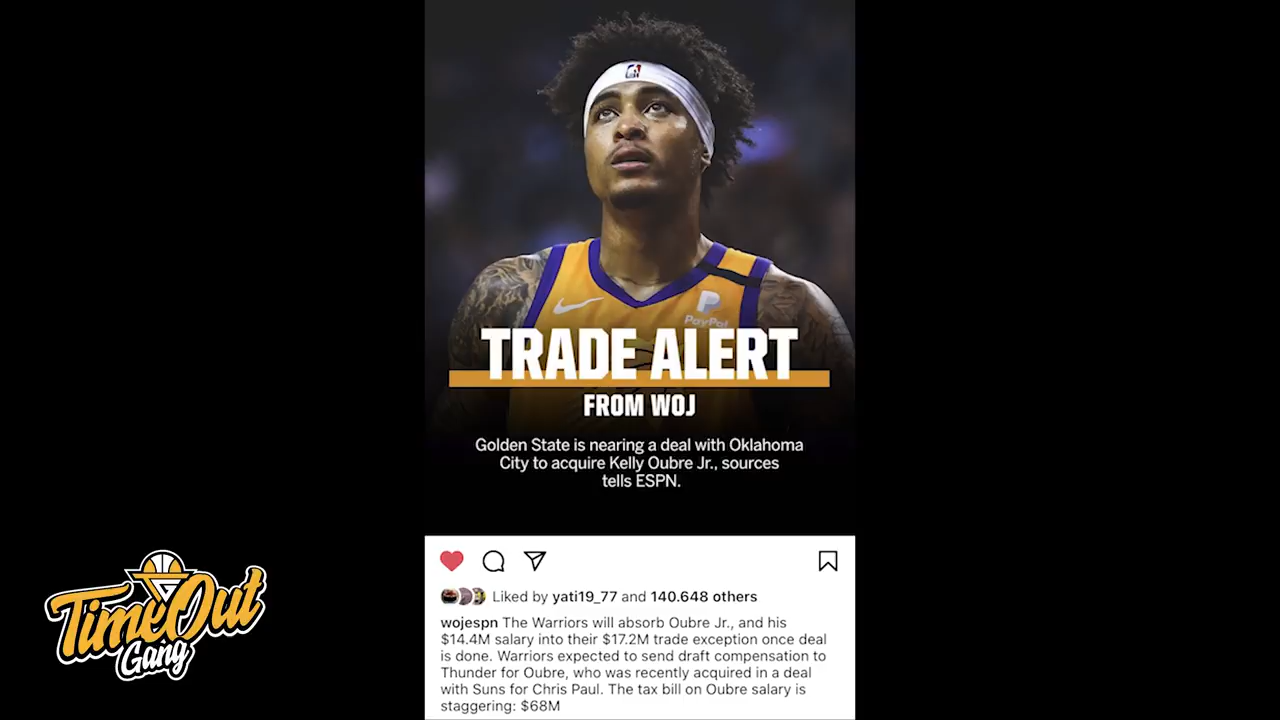 PayPal
TRADE ALERT
FROM WOJ
Golden State is nearing a deal with Oklahoma
City to acquire Kelly Oubre Jr., sources
tells ESPN.
Liked by yati19_77 and 140.648 others
wojespn The Warriors will absorb Oubre Jr., and his
$14.4M salary into their $17.2M trade exception once deal
is done. Warriors expected to send draft compensation to
Thunder for Oubre, who was recently acquired in a deal
with Suns for Chris Paul. The tax bill on Oubre salary is
staggering: $68M
TimeOut
Gang